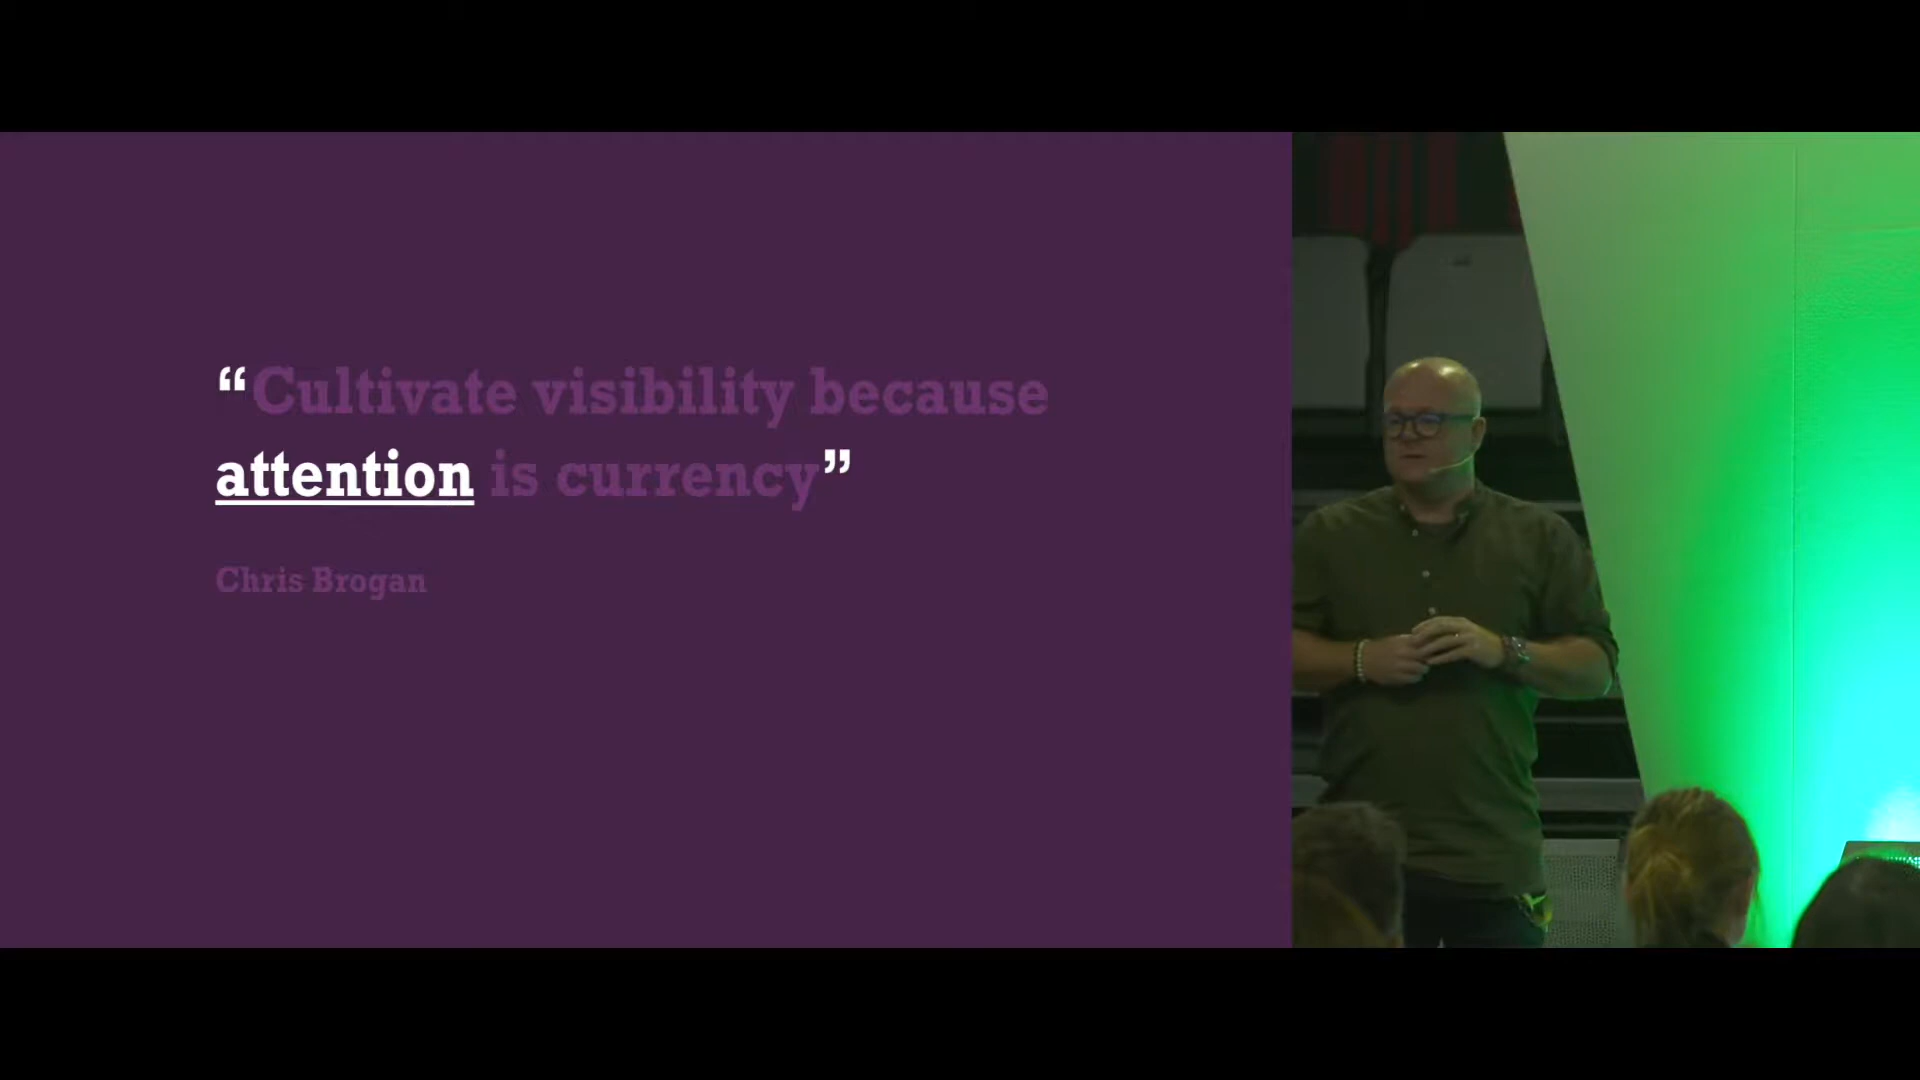 “Cultivate visibility because
attention is currency”
Chris Brogan